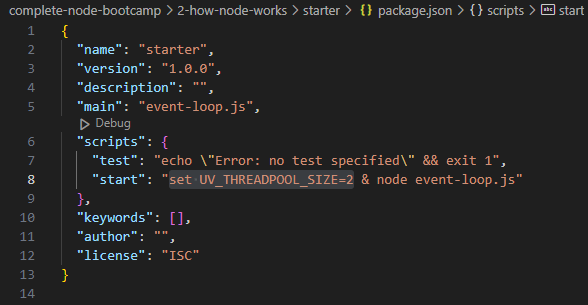 complete-node-bootcamp > 2-how-node-works > starter > {} package.json > {} scripts > abc start
1 {
2 "name": "starter",
3 "version": "1.0.0",
4 "description": "",
5 "main": "event-loop.js",
Debug
6 "scripts": {
7 "test": "echo \"Error: no test specified\" && exit 1",
8 "start": "set UV_THREADPOOL_SIZE=2 & node event-loop.js"
9 },
10 "keywords": [],
11 "author": "",
12 "license": "ISC"
13 }
14